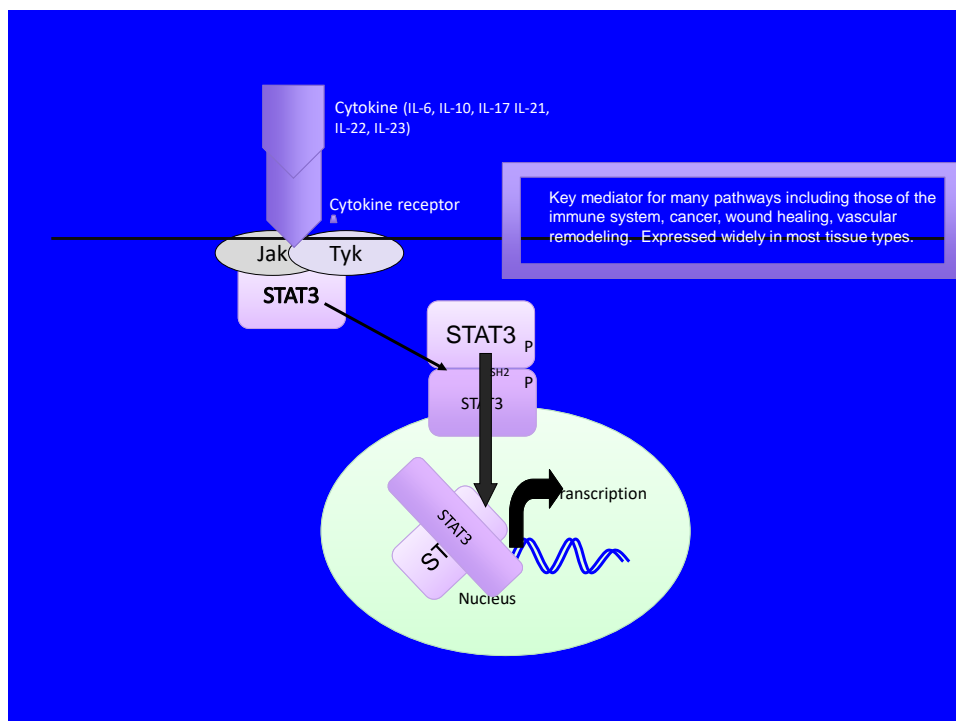 Cytokine (IL-6, IL-10, IL-17 IL-21,
IL-22, IL-23)
Cytokine receptor
Key mediator for many pathways including those of the
immune system, cancer, wound healing, vascular
remodeling. Expressed widely in most tissue types.
Jak
Tyk
STAT3
STAT3
P
SH2
P
STAT3
STAT3
ST
ranscription
Nucleus